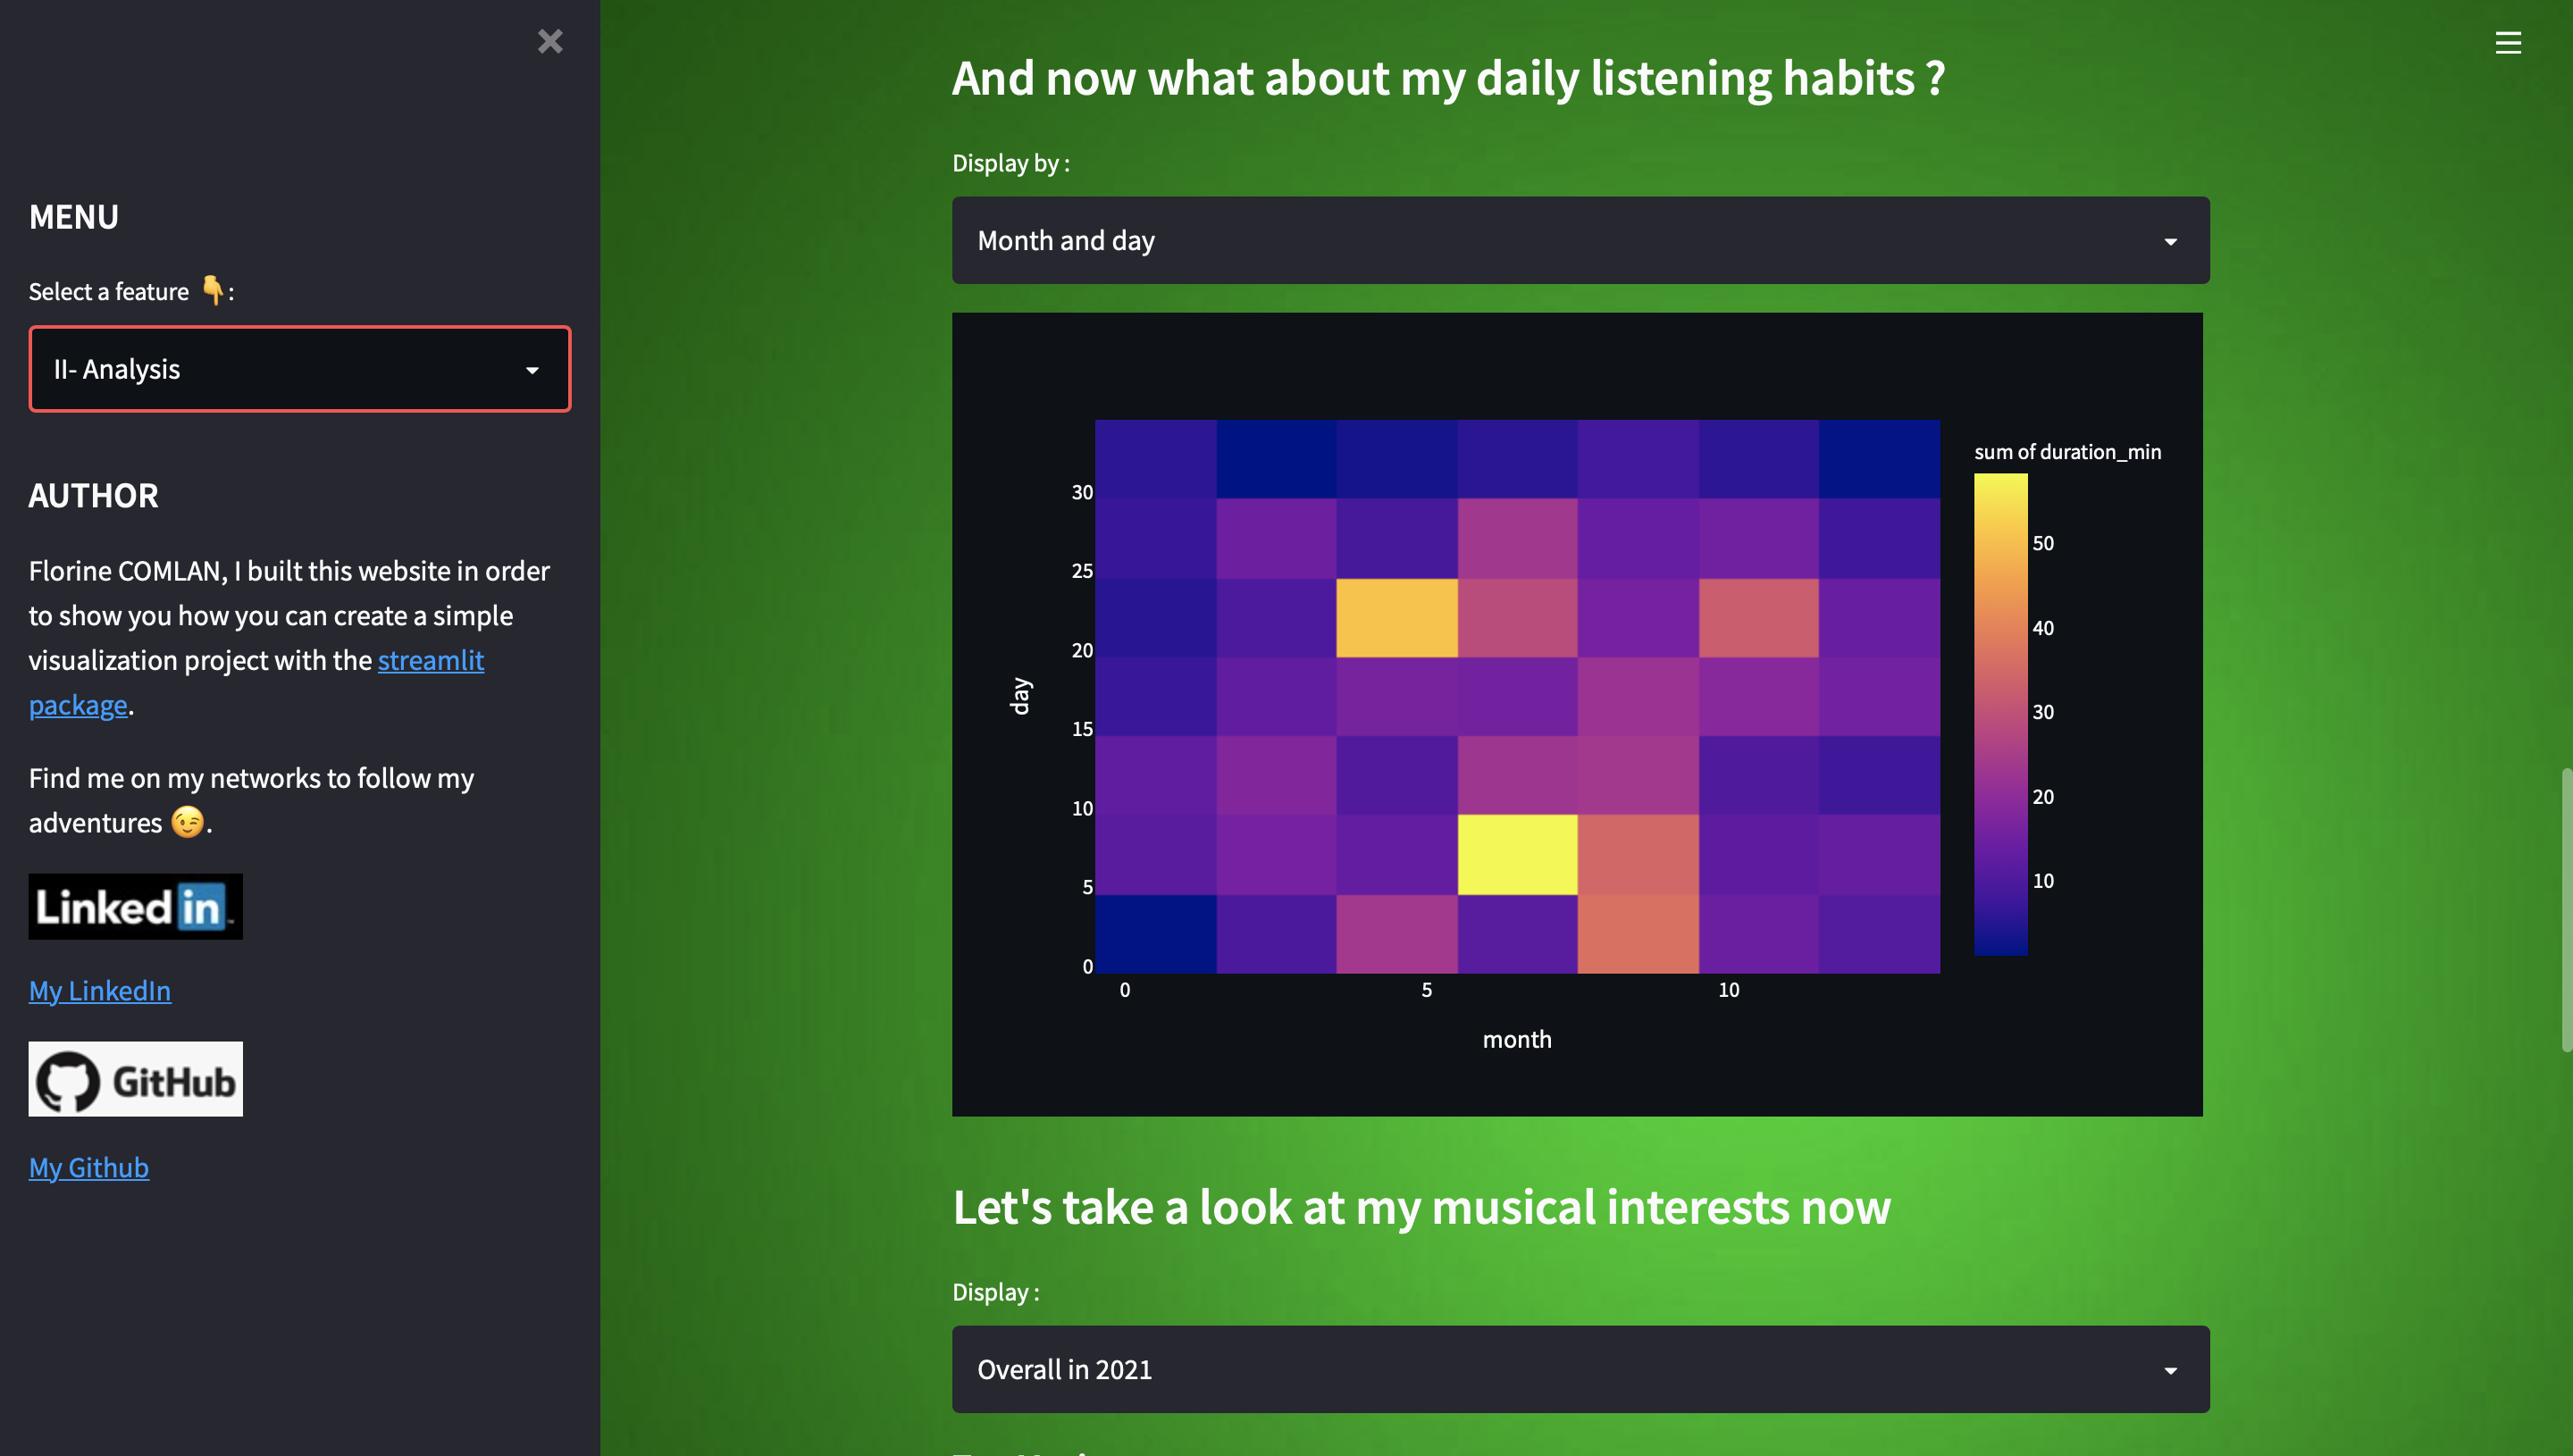 MENU
Select a feature 👇:
II- Analysis
AUTHOR
Florine COMLAN, I built this website in order
to show you how you can create a simple
visualization project with the streamlit
package.
Find me on my networks to follow my
adventures 😉.
Linked in
My LinkedIn
GitHub
My Github
And now what about my daily listening habits ?
Display by :
Month and day
sum of duration_min
50
40
30
20
10
30
25
20
15
10
5
0
day
0 5 10
month
Let's take a look at my musical interests now
Display :
Overall in 2021